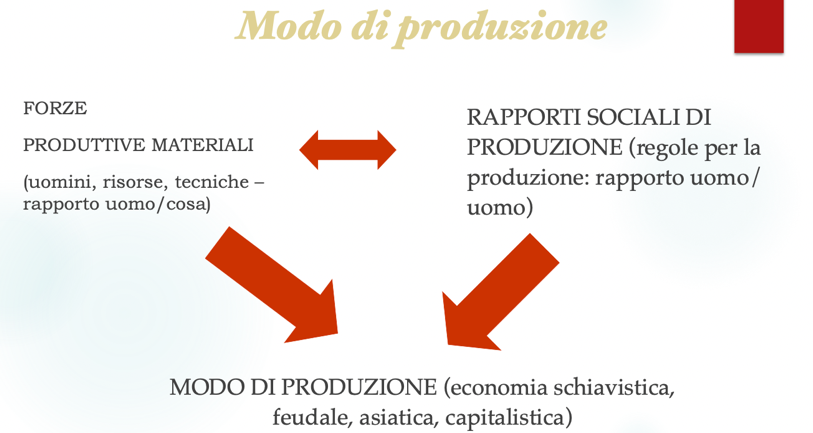 Modo di produzione
FORZE
PRODUTTIVE MATERIALI
(uomini, risorse, tecniche –
rapporto uomo/cosa)
RAPPORTI SOCIALI DI
PRODUZIONE (regole per la
produzione: rapporto uomo/
uomo)
MODO DI PRODUZIONE (economia schiavistica,
feudale, asiatica, capitalistica)